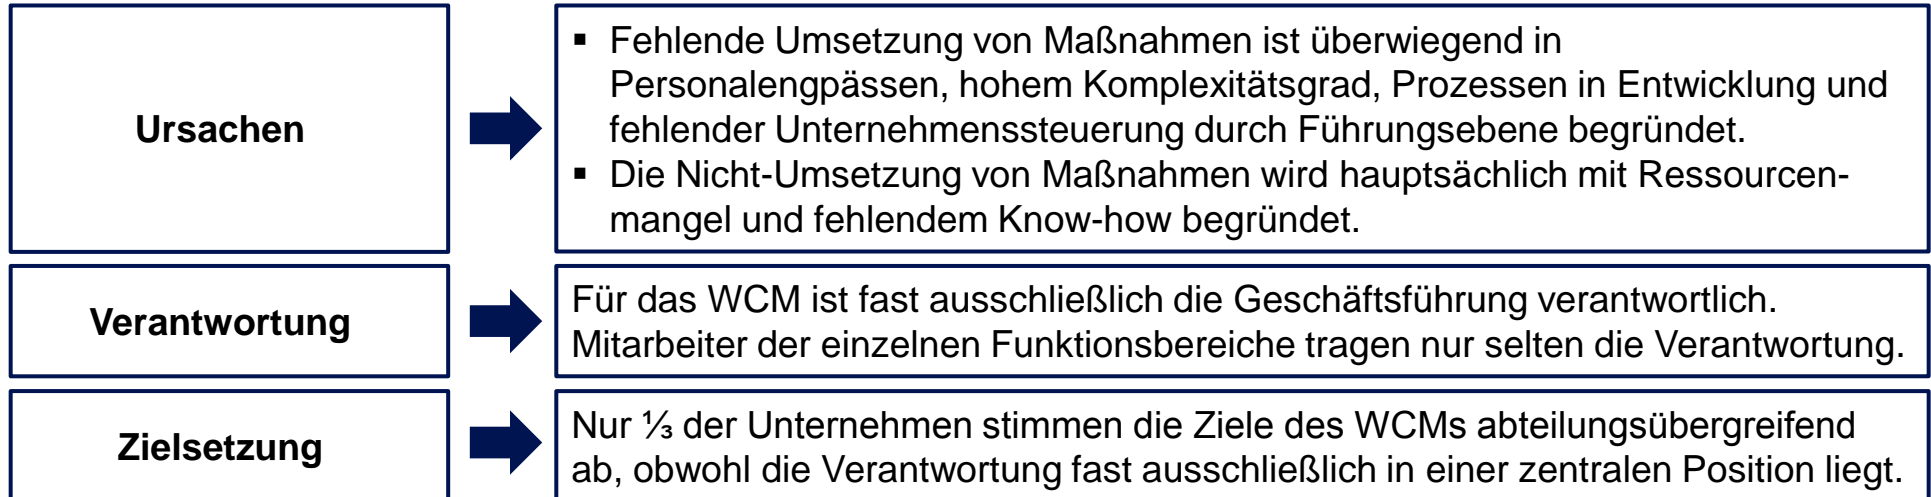 Ursachen
▪ Fehlende Umsetzung von Maßnahmen ist überwiegend in
Personalengpässen, hohem Komplexitätsgrad, Prozessen in Entwicklung und
fehlender Unternehmenssteuerung durch Führungsebene begründet.
▪ Die Nicht-Umsetzung von Maßnahmen wird hauptsächlich mit Ressourcen-
mangel und fehlendem Know-how begründet.
Verantwortung
Für das WCM ist fast ausschließlich die Geschäftsführung verantwortlich.
Mitarbeiter der einzelnen Funktionsbereiche tragen nur selten die Verantwortung.
Zielsetzung
Nur ⅓ der Unternehmen stimmen die Ziele des WCMs abteilungsübergreifend
ab, obwohl die Verantwortung fast ausschließlich in einer zentralen Position liegt.